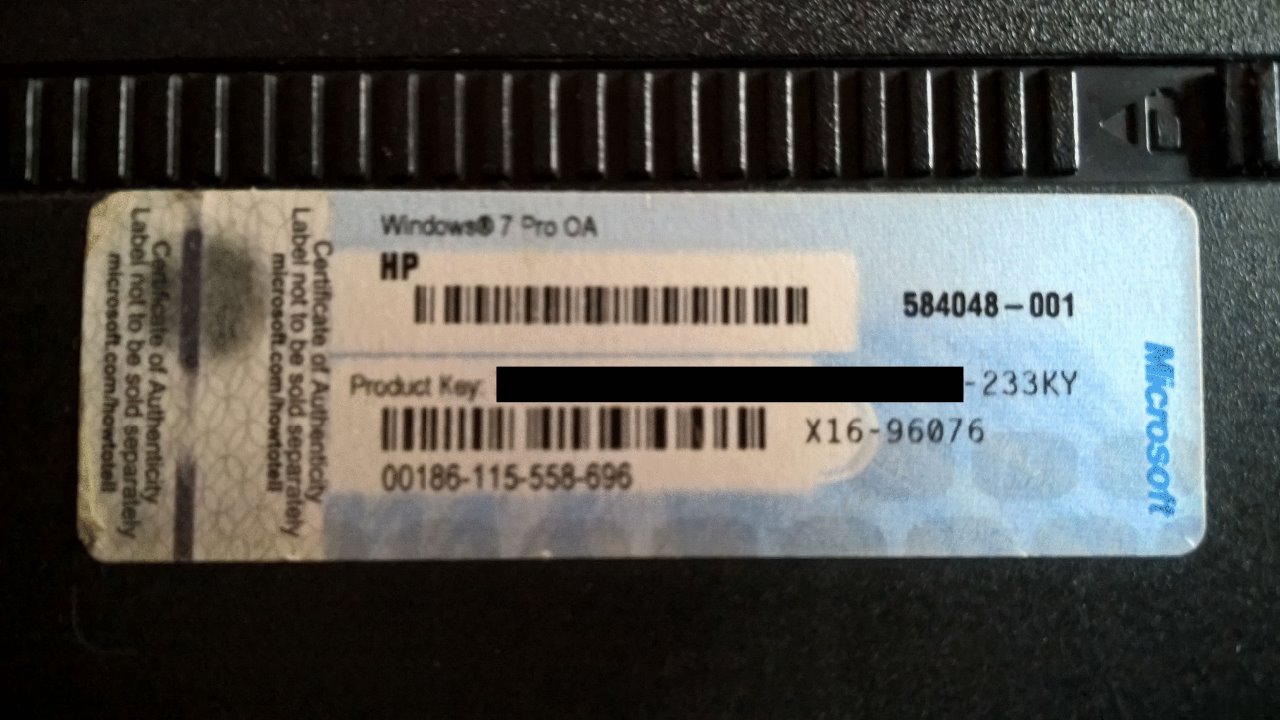 Windows® 7 Pro OA
HP
584048-001
Product Key:
-233KY
X16-96076
00186-115-558-696
Microsoft
Certificate of Authenticity
Label not to be sold separately
microsoft.com/howtotell
Certificate of Authenticity
Label not to be sold separately
microsoft.com/howtotell